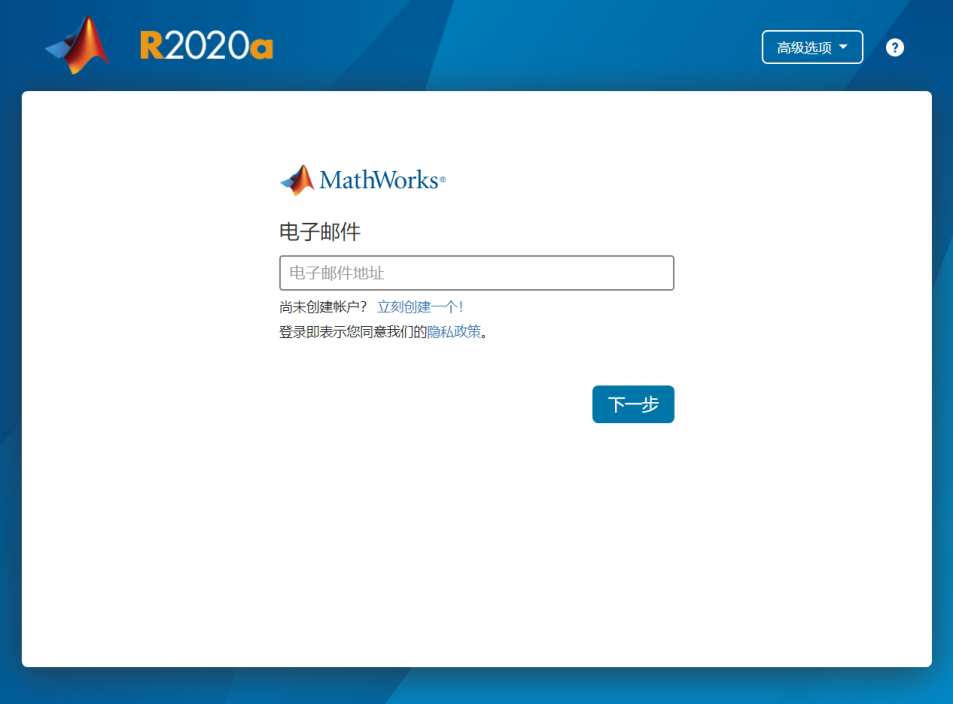 R2020a
高级选项
?
MathWorks®
电子邮件
电子邮件地址
尚未创建帐户? 立刻创建一个!
登录即表示您同意我们的隐私政策。
下一步